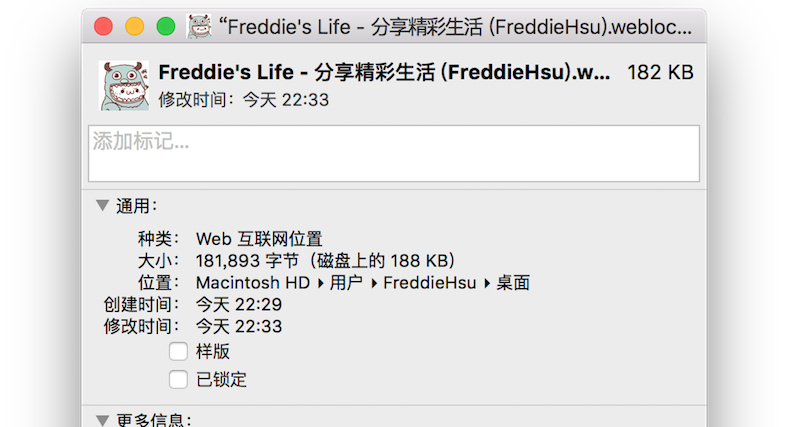 “Freddie's Life - 分享精彩生活 (FreddieHsu).webloc...
Freddie's Life - 分享精彩生活 (FreddieHsu).w... 182 KB
修改时间：今天 22:33
添加标记...
通用：
种类： Web 互联网位置
大小： 181,893 字节（磁盘上的 188 KB）
位置： Macintosh HD ▸ 用户 ▸ FreddieHsu ▸ 桌面
创建时间： 今天 22:29
修改时间： 今天 22:33
样版
已锁定
更多信息：